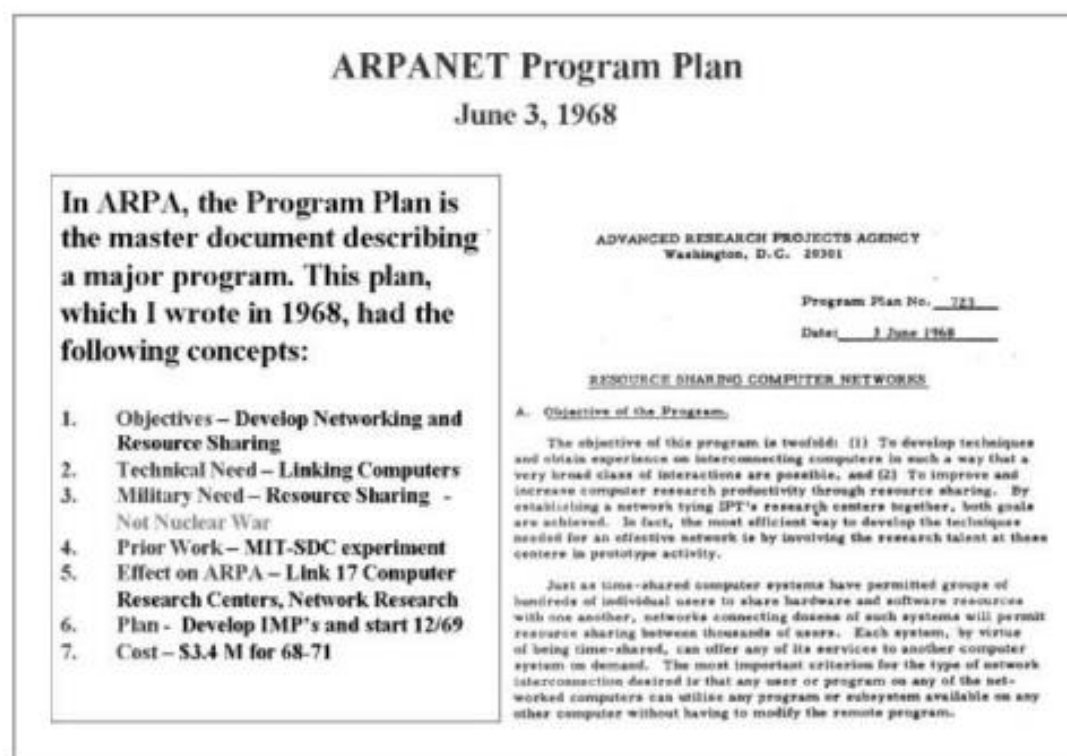 ARPANET Program Plan
June 3, 1968
In ARPA, the Program Plan is
the master document describing
a major program. This plan,
which I wrote in 1968, had the
following concepts:
1. Objectives – Develop Networking and
Resource Sharing
2. Technical Need – Linking Computers
3. Military Need – Resource Sharing -
Not Nuclear War
4. Prior Work – MIT-SDC experiment
5. Effect on ARPA – Link 17 Computer
Research Centers, Network Research
6. Plan - Develop IMP's and start 12/69
7. Cost – $3.4 M for 68-71
ADVANCED RESEARCH PROJECTS AGENCY
Washington, D.C. 20301
Program Plan No. 723
Date: 3 June 1968
RESOURCE SHARING COMPUTER NETWORKS
A. Objective of the Program.
The objective of this program is twofold: (1) To develop techniques
and obtain experience on interconnecting computers in such a way that a
very broad class of interactions are possible, and (2) To improve and
increase computer research productivity through resource sharing. By
establishing a network tying IPT's research centers together, both goals
are achieved. In fact, the most efficient way to develop the techniques
needed for an effective network is by involving the research talent at these
centers in prototype activity.
Just as time-shared computer systems have permitted groups of
hundreds of individual users to share hardware and software resources
with one another, networks connecting dozens of such systems will permit
resource sharing between thousands of users. Each system, by virtue
of being time-shared, can offer any of its services to another computer
system on demand. The most important criterion for the type of network
interconnection desired is that any user or program on any of the net-
worked computers can utilize any program or subsystem available on any
other computer without having to modify the remote program.